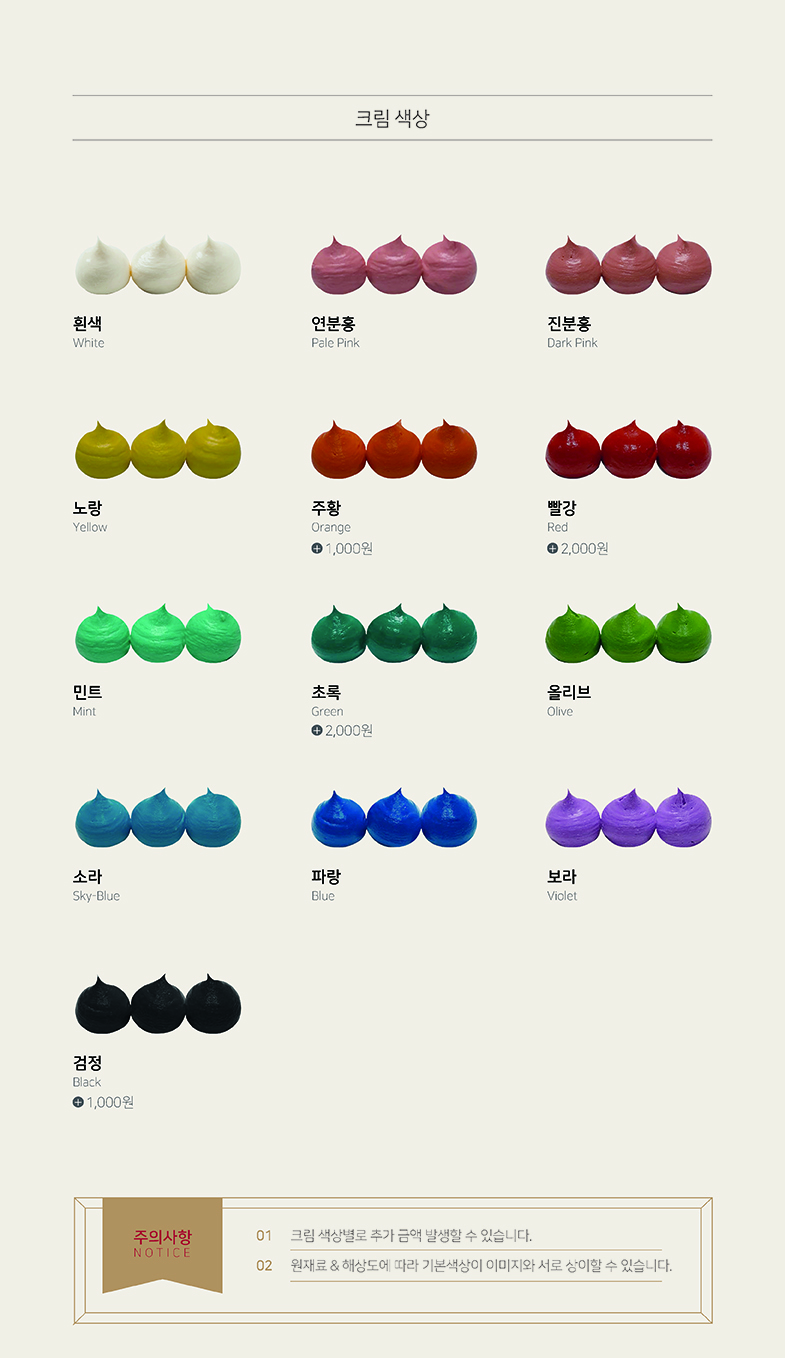 크림 색상
흰색
White
연분홍
Pale Pink
진분홍
Dark Pink
노랑
Yellow
주황
Orange
+ 1,000원
빨강
Red
+ 2,000원
민트
Mint
초록
Green
+ 2,000원
올리브
Olive
소라
Sky-Blue
파랑
Blue
보라
Violet
검정
Black
+ 1,000원
주의사항
NOTICE
01 크림 색상별로 추가 금액 발생할 수 있습니다.
02 원재료 & 해상도에 따라 기본색상이 이미지와 서로 상이할 수 있습니다.